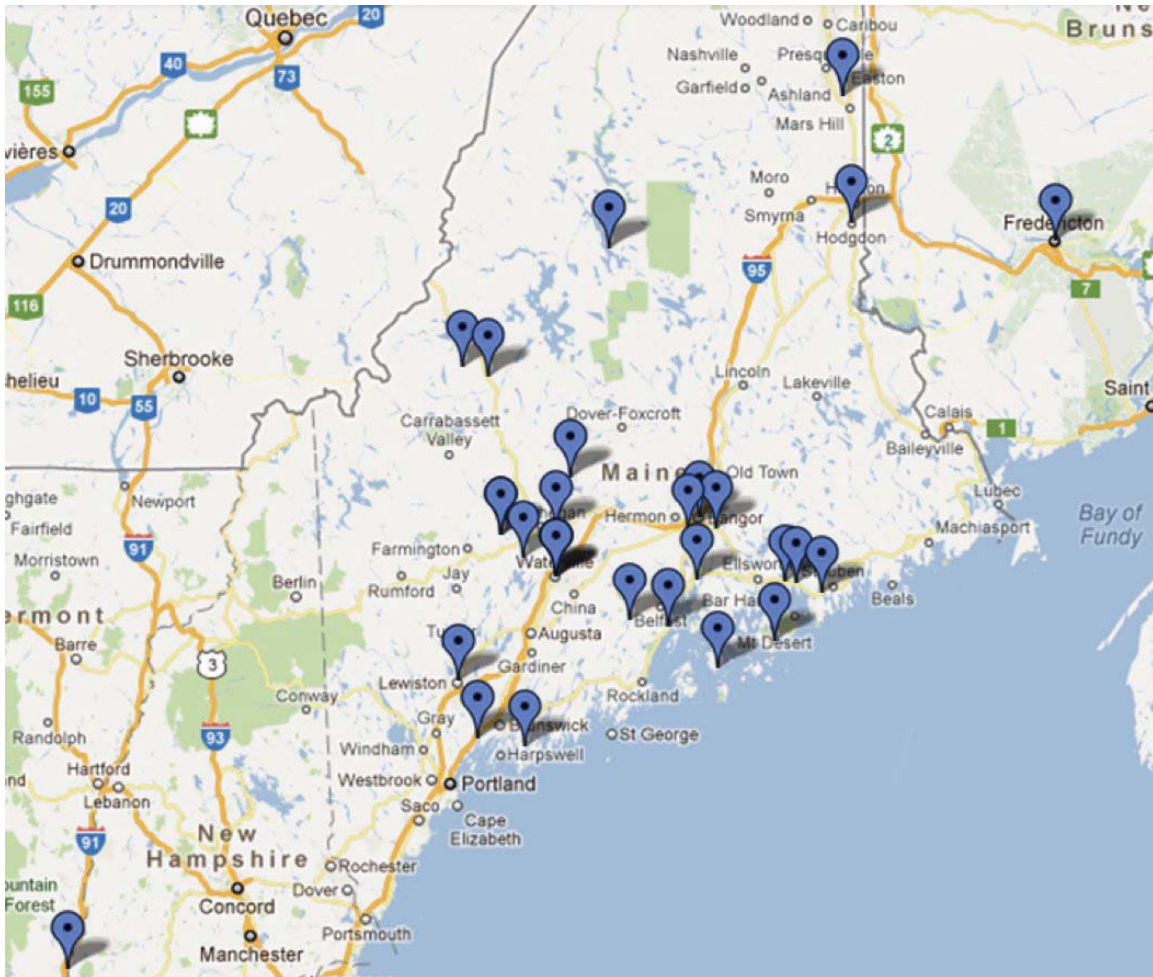 Quebec
20
Woodland
Caribou
Bruns
40
73
Nashville
Garfield
Easton
Ashland
Mars Hill
155
2
vières
Moro
Smyrna
Hodgdon
Fredericton
20
Drummondville
95
7
116
Sherbrooke
helieu
10
55
Lincoln
Lakeville
Saint
Dover-Foxcroft
Carrabassett
Valley
Calais
1
Baileyville
Maine
Old Town
Newport
ghgate
Fairfield
Hermon
Bangor
Lubec
Machiasport
Bay of
Fundy
91
Morristown
Farmington
Jay
Rumford
Berlin
China
Beals
ermont
Barre
3
Augusta
Gardiner
Belfast
Mt Desert
Lewiston
Conway
Rockland
Gray
Brunswick
St George
Randolph
93
Windham
Harpswell
Hartford
Lebanon
Westbrook
Portland
Saco
Cape
Elizabeth
91
New
Hampshire
Rochester
Dover
ountain
Forest
Concord
Portsmouth
Manchester